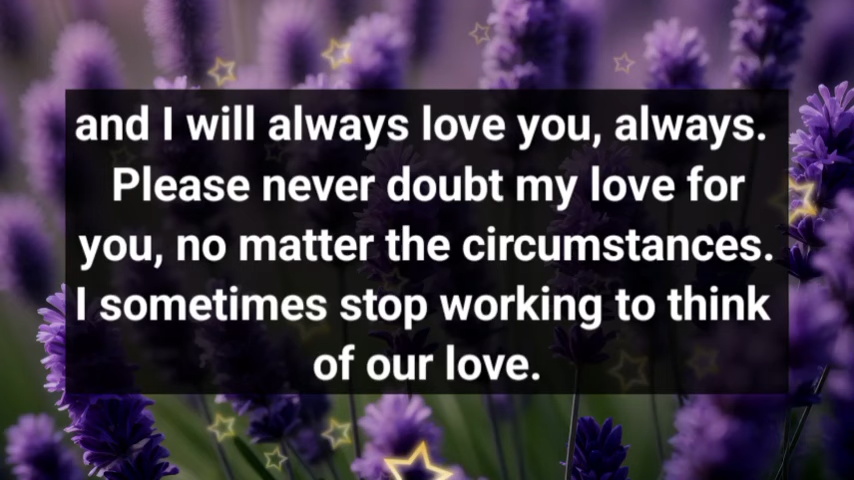 and I will always love you, always.
Please never doubt my love for
you, no matter the circumstances.
I sometimes stop working to think
of our love.